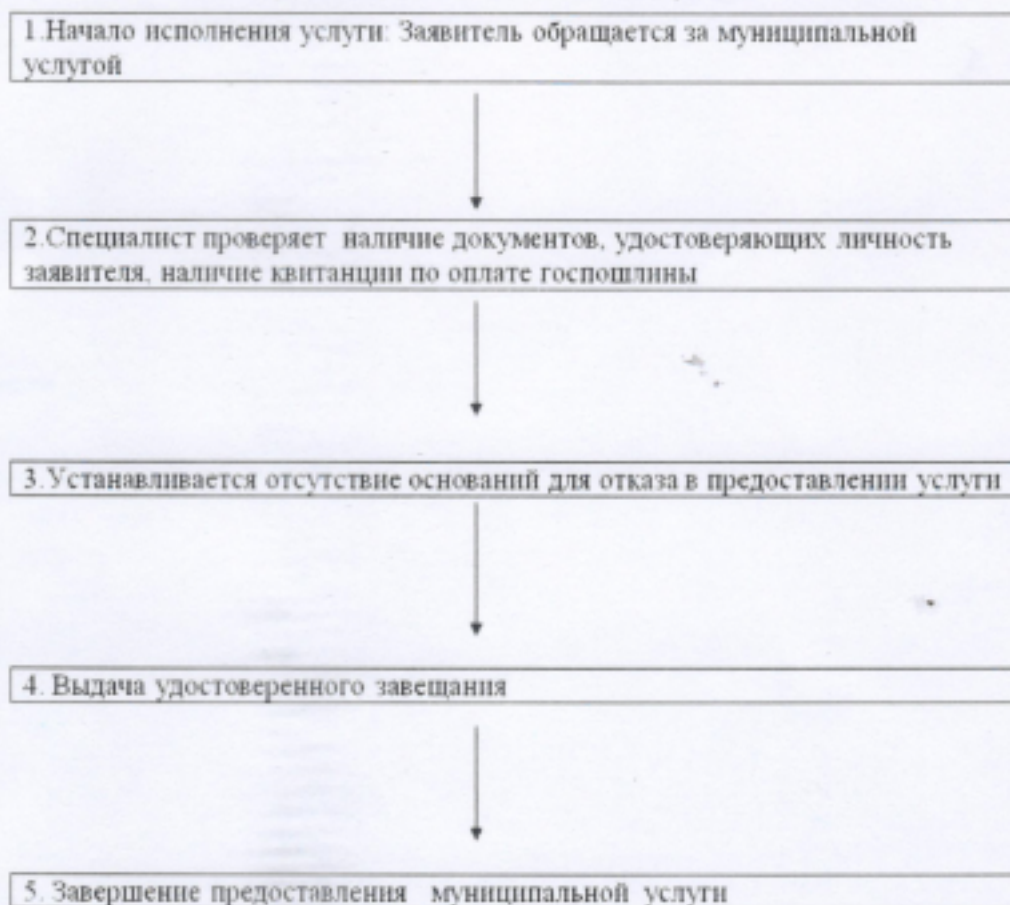 1.Начало исполнения услуги: Заявитель обращается за муниципальной
услугой
2.Специалист проверяет наличие документов, удостоверяющих личность
заявителя, наличие квитанции по оплате госпошлины
3.Устанавливается отсутствие оснований для отказа в предоставлении услуги
4. Выдача удостоверенного завещания
5. Завершение предоставления муниципальной услуги